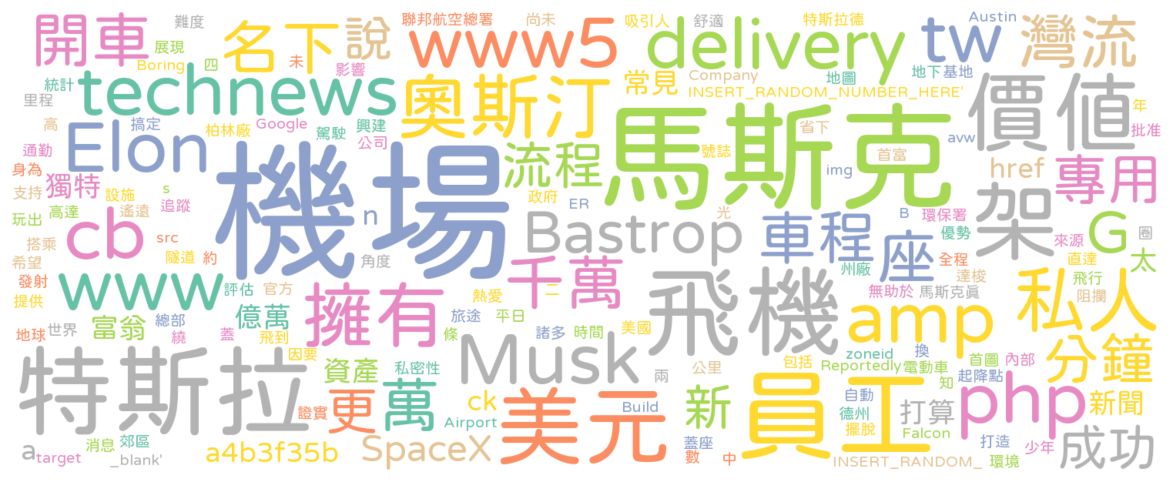 開車
展現
難度
名下
說
聯邦航空總署
尚未
吸引人
舒適
特斯拉德
Austin
www5
delivery
tw
灣流
Boring
四
未
影響
統計
technews
奧斯汀
常見
Company
INSERT_RANDOM_NUMBER_HERE'
地圖
地下
基地
價值
里程
高
Elon
搞定
柏林廠
Google
駕駛
興建
公司
機場
流程
號誌
馬斯克
省下
首富
avw
年
批准
通勤
身為
支持
獨特
設施
s
追蹤
政府
ER
img
href
專用
玩出
高達
遙遠
cb
src
n
Bastrop
光
車程
B
環保署
優勢
架
G
圈
來源
太
搭乘
希望
發射
提供
隧道
約
角度
千萬
座
州廠
全程
達梭
直達
飛行
阻攔
無助於
馬斯克真
www
評估
官方
擁有
熱愛
二
飛機
amp
私人
地球
世界
富翁
總部
繞
蓋
億萬
飛到
因要
旅途
平日
條
諸多
時間
美國
特斯拉
資產
私密性
Musk
兩
公里
包括
Reportedly
zoneid
電動車
換
知
首圖
內部
起降點
分鐘
證實
更
萬
ck
Airport
美元
Build
新
蓋座
員工
自動
德州
擺脫
打算
Falcon
php
打造
少年
新聞
a
target
消息
郊區
_blank'
a4b3f35b
SpaceX
數
中
INSERT_RANDOM_
環境
成功